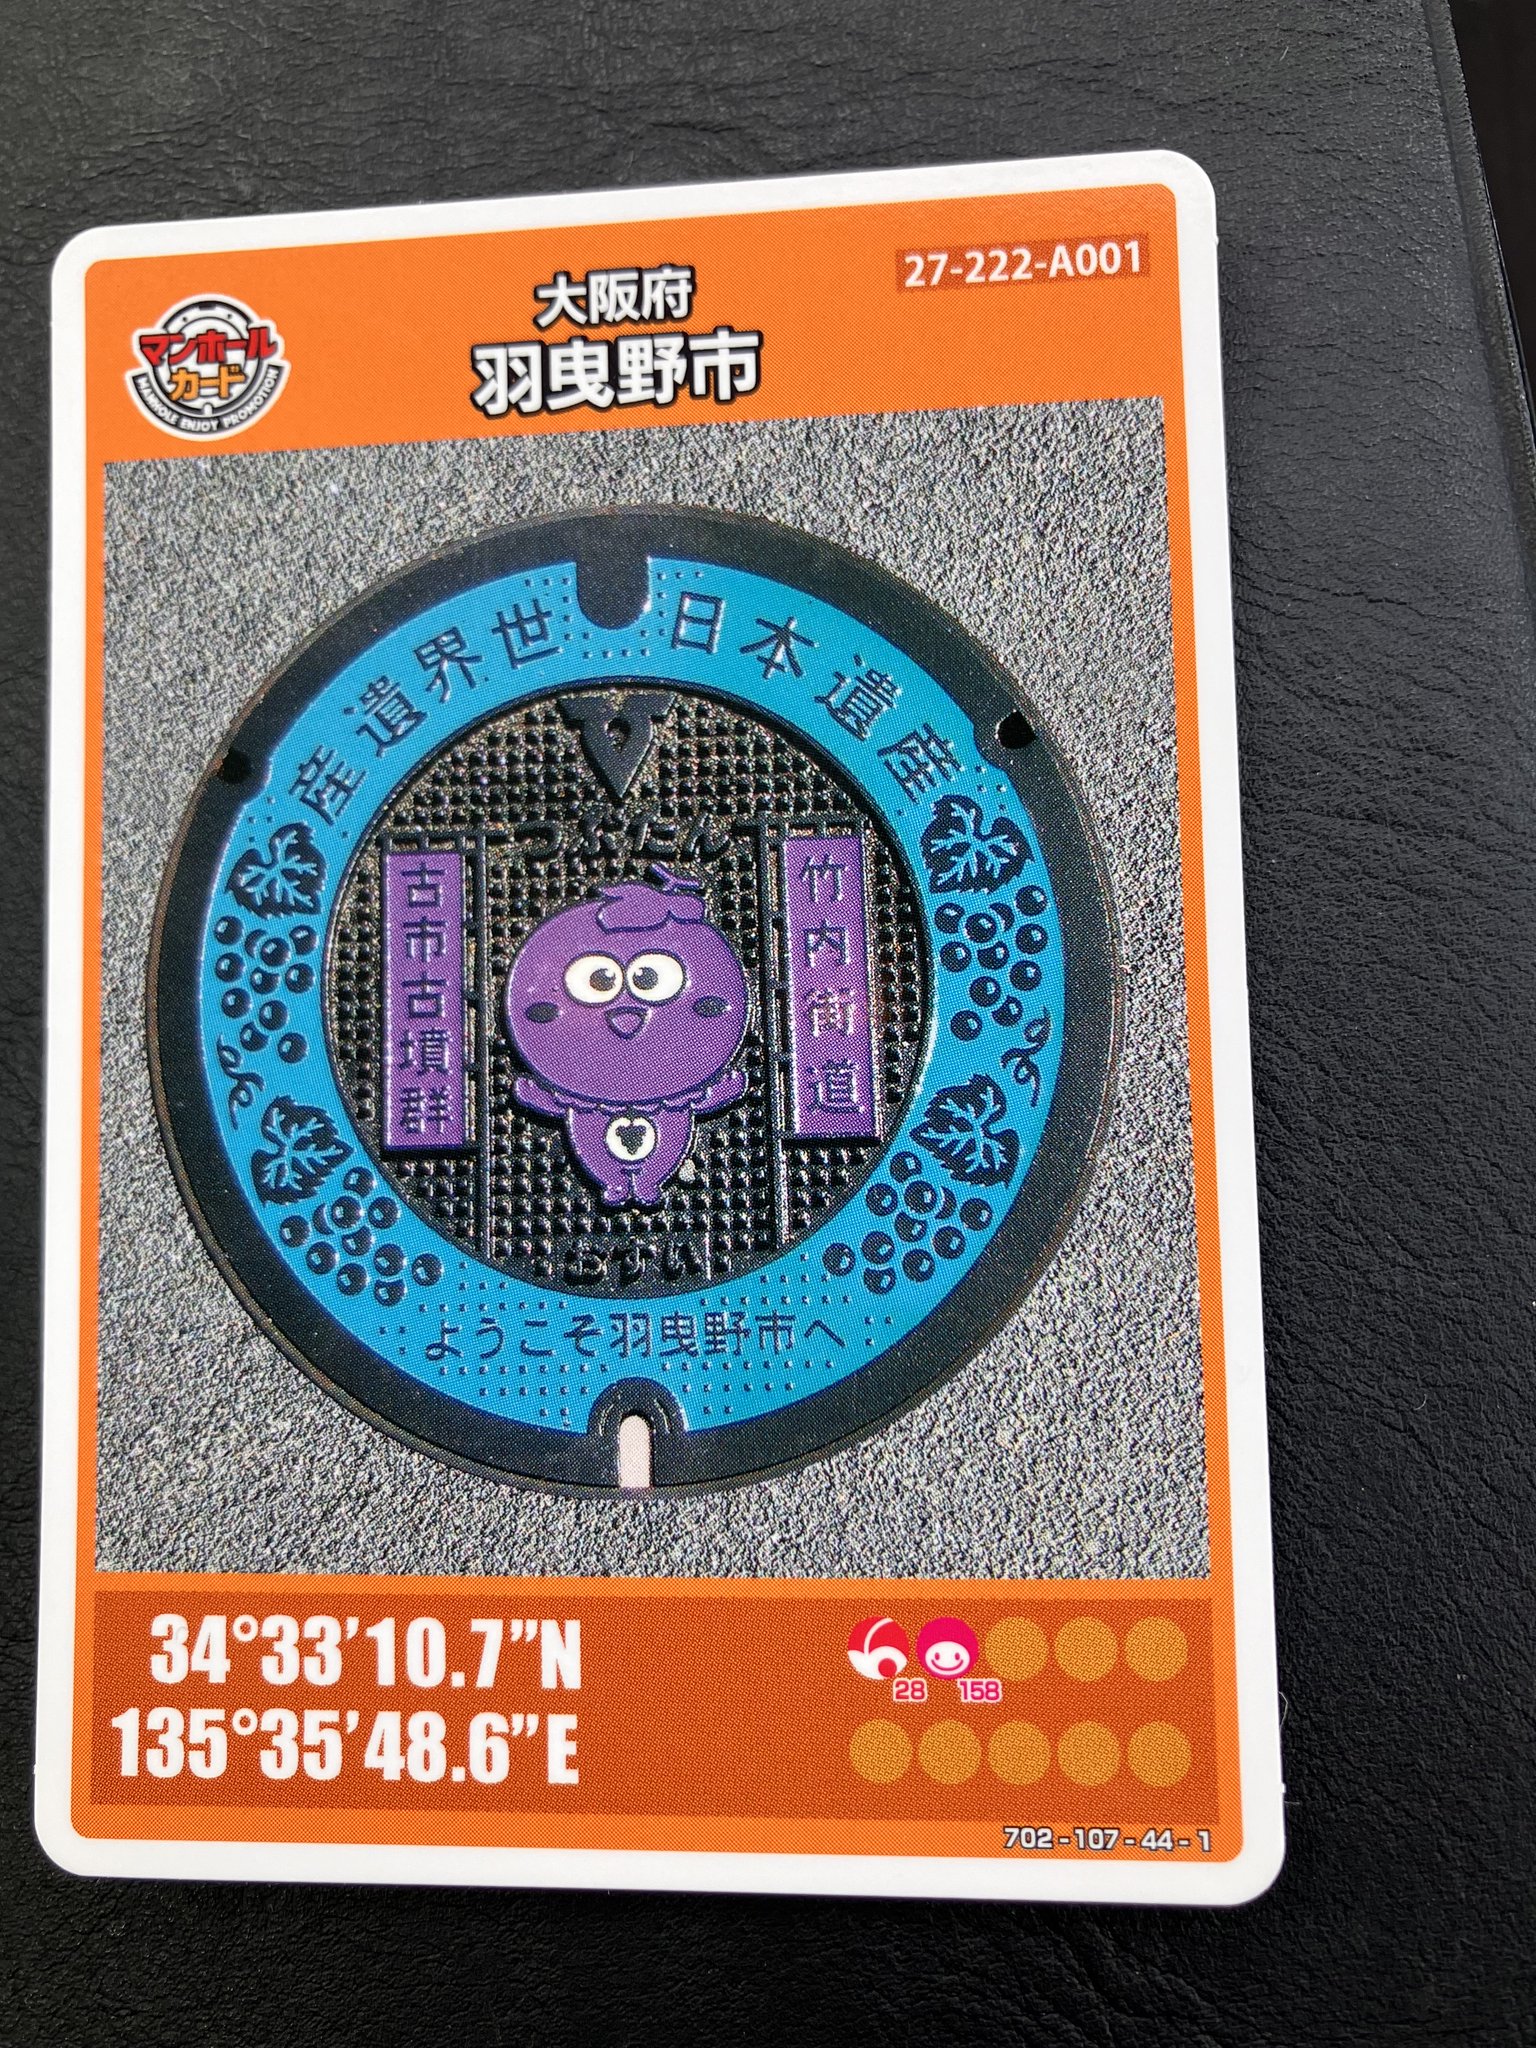 27-222-A001
マンホール
カード
MANHOLE ENJOY PROMOTION
大阪府
羽曳野市
産遺界世
日本遺産
つぶたん
古市古墳群
竹内街道
おすい
ようこそ羽曳野市へ
34°33’10.7”N
135°35’48.6”E
28
158
702-107-44-1